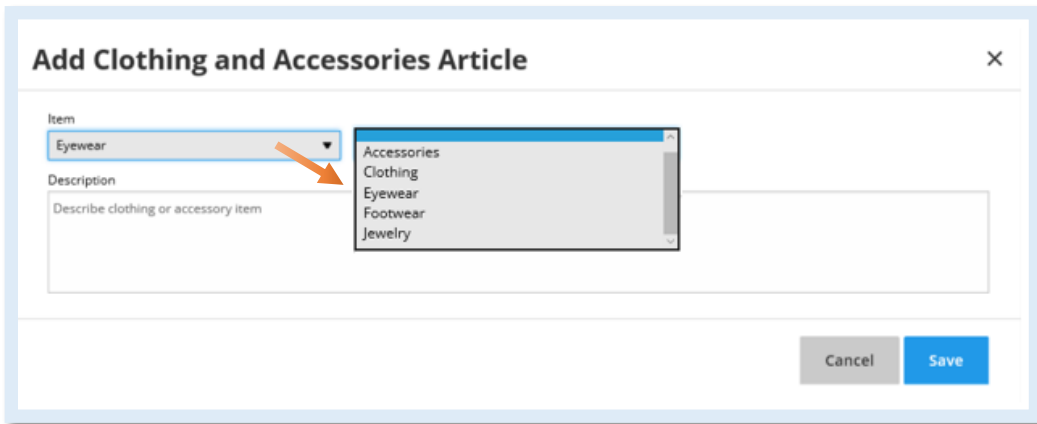 Add Clothing and Accessories Article
Item
Eyewear
Accessories
Clothing
Eyewear
Footwear
Jewelry
Description
Describe clothing or accessory item
Cancel
Save